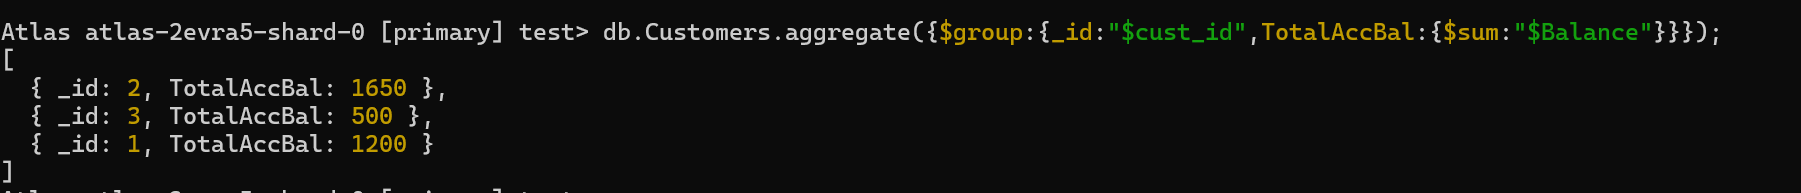 Atlas atlas-2evra5-shard-0 [primary] test> db.Customers.aggregate({$group:{_id:"$cust_id",TotalAccBal:{$sum:"$Balance"}}});
[
  { _id: 2, TotalAccBal: 1650 },
  { _id: 3, TotalAccBal: 500 },
  { _id: 1, TotalAccBal: 1200 }
]